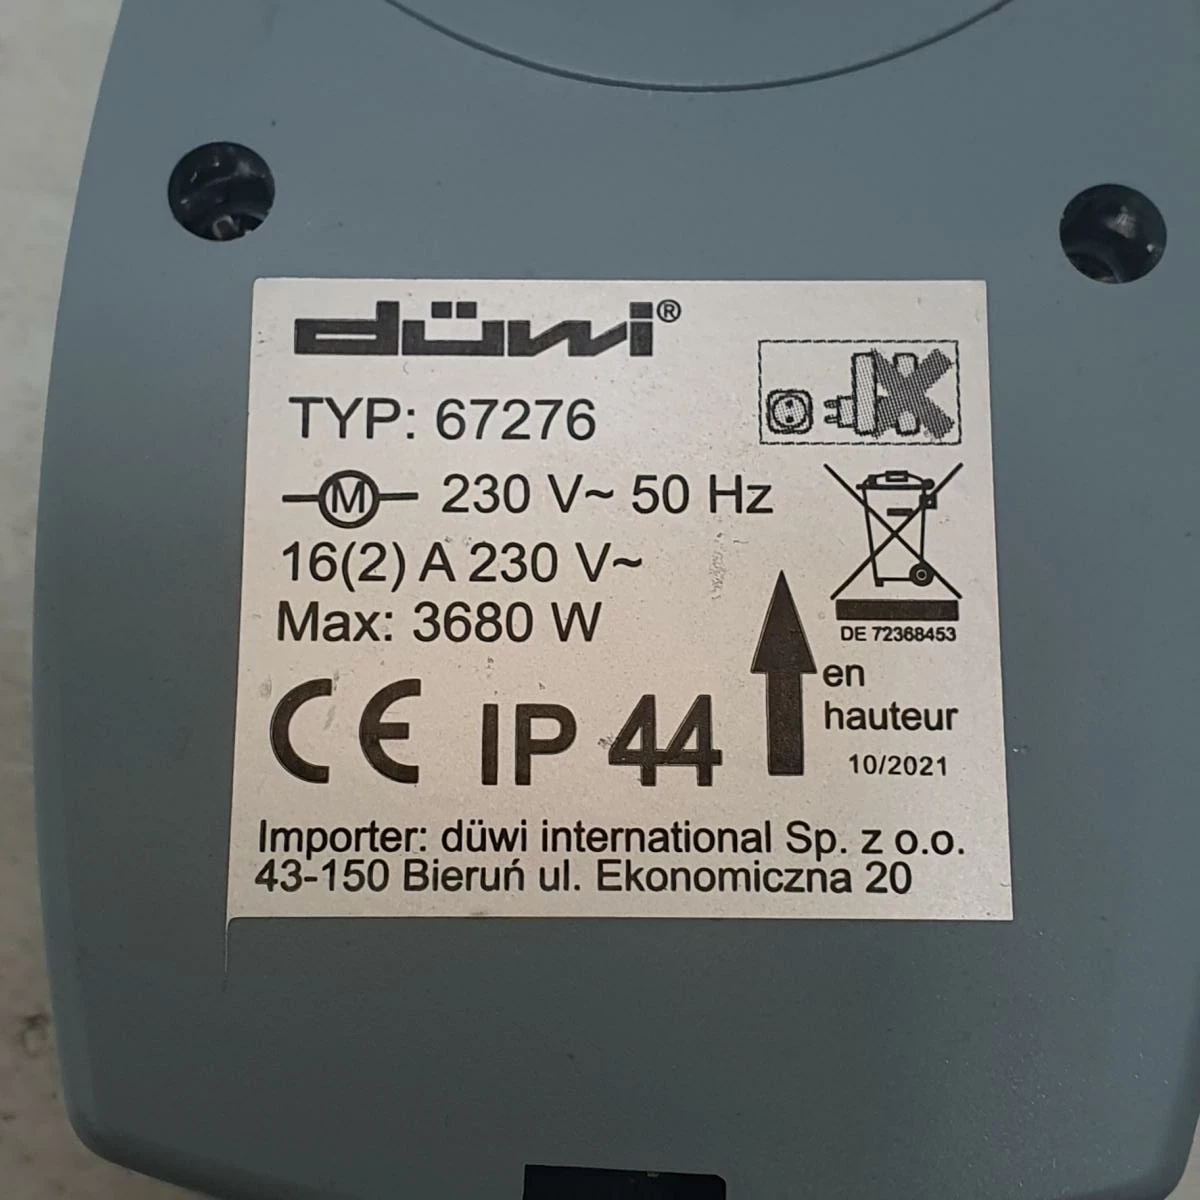 düwi®
TYP: 67276
M 230 V~ 50 Hz
16(2) A 230 V~
Max: 3680 W
DE 72368453
CE IP 44
en
hauteur
10/2021
Importer: düwi international Sp. z o.o.
43-150 Bieruń ul. Ekonomiczna 20